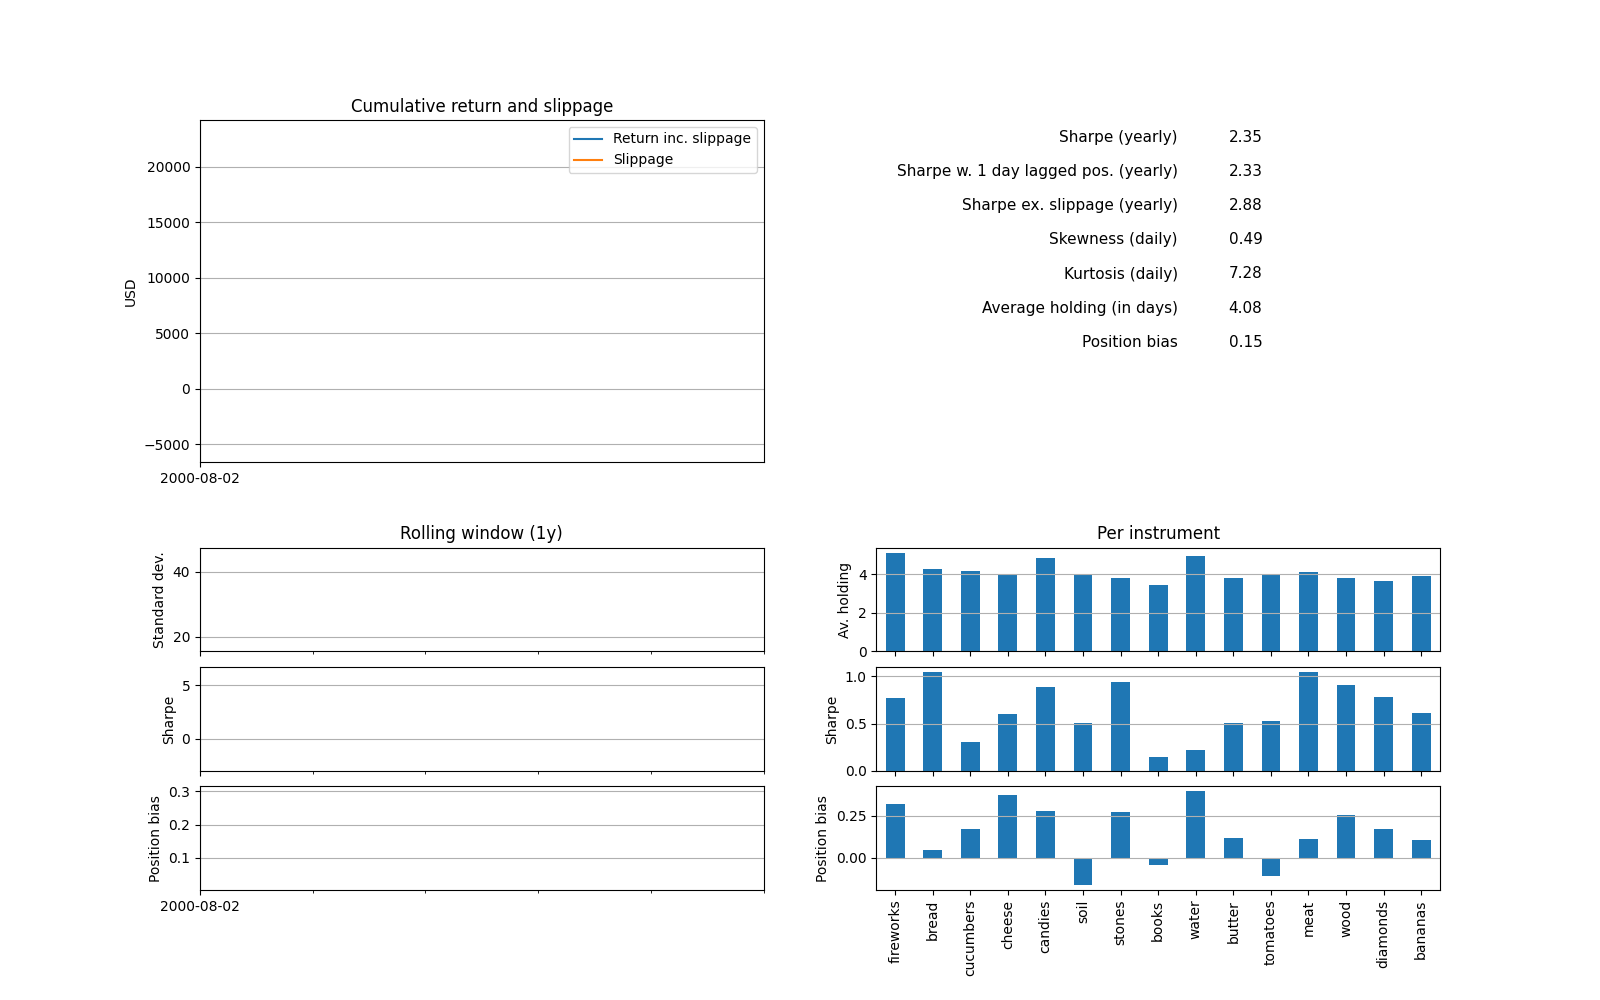 Cumulative return and slippage
Return inc. slippage
Slippage
USD
20000
15000
10000
5000
0
−5000
2000-08-02
Sharpe (yearly) 2.35
Sharpe w. 1 day lagged pos. (yearly) 2.33
Sharpe ex. slippage (yearly) 2.88
Skewness (daily) 0.49
Kurtosis (daily) 7.28
Average holding (in days) 4.08
Position bias 0.15
Rolling window (1y)
Standard dev.
40
20
Sharpe
5
0
Position bias
0.3
0.2
0.1
2000-08-02
Per instrument
Av. holding
4
2
0
Sharpe
1.0
0.5
0.0
Position bias
0.25
0.00
fireworks
bread
cucumbers
cheese
candies
soil
stones
books
water
butter
tomatoes
meat
wood
diamonds
bananas